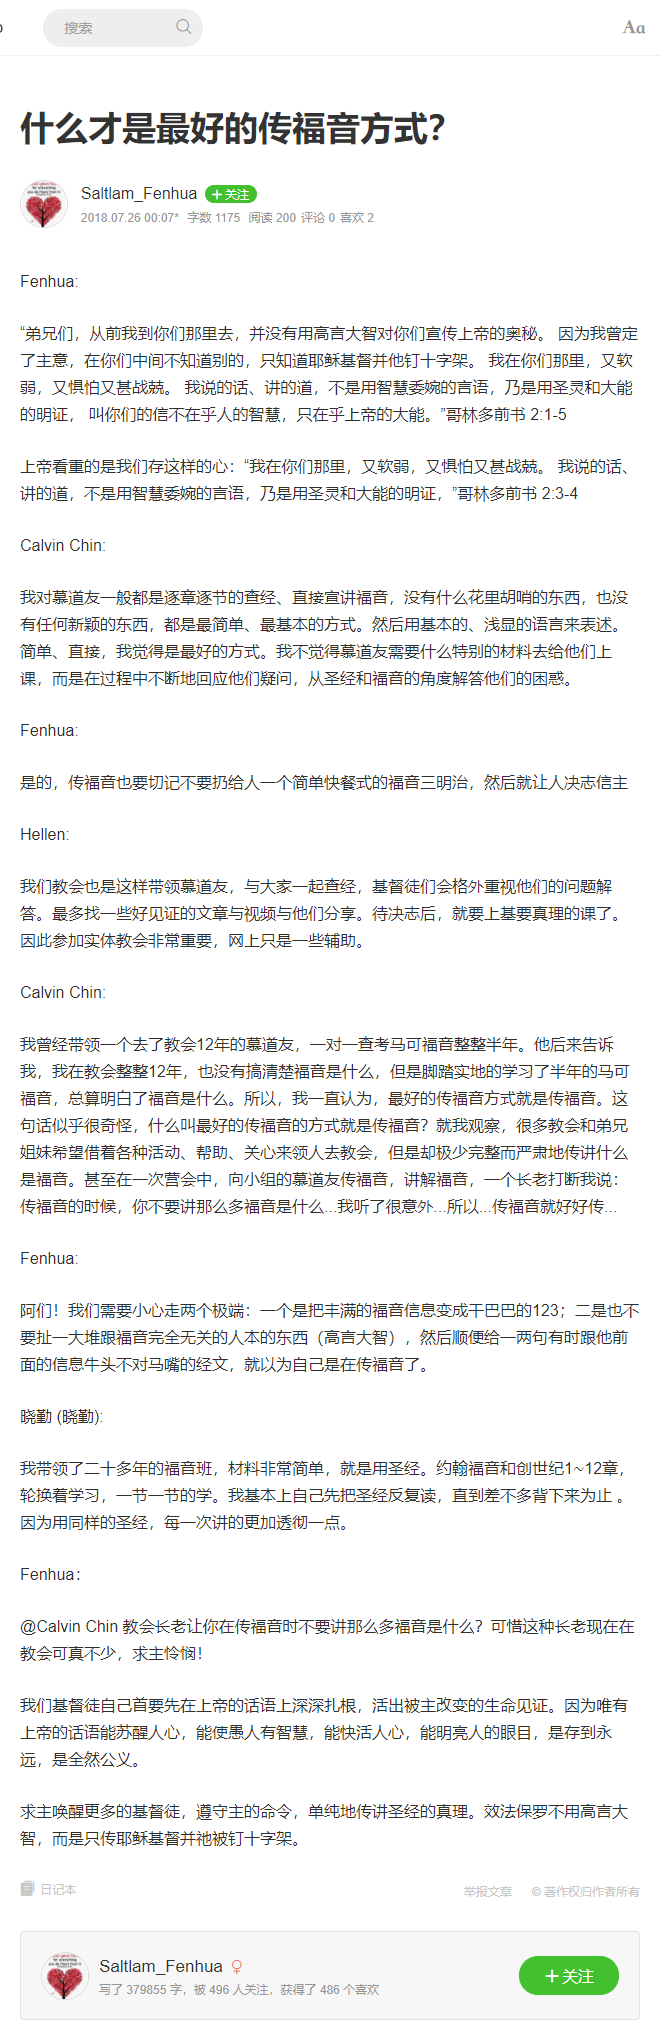 搜索
Aa
什么才是最好的传福音方式？
Saltlam_Fenhua ＋关注
2018.07.26 00:07* 字数 1175 阅读 200 评论 0 喜欢 2
Fenhua:
“弟兄们，从前我到你们那里去，并没有用高言大智对你们宣传上帝的奥秘。 因为我曾定
了主意，在你们中间不知道别的，只知道耶稣基督并他钉十字架。 我在你们那里，又软
弱，又惧怕又甚战兢。 我说的话、讲的道，不是用智慧委婉的言语，乃是用圣灵和大能
的明证， 叫你们的信不在乎人的智慧，只在乎上帝的大能。”哥林多前书 2:1-5
上帝看重的是我们存这样的心：“我在你们那里，又软弱，又惧怕又甚战兢。 我说的话、
讲的道，不是用智慧委婉的言语，乃是用圣灵和大能的明证，”哥林多前书 2:3-4
Calvin Chin:
我对慕道友一般都是逐章逐节的查经、直接宣讲福音，没有什么花里胡哨的东西，也没
有任何新颖的东西，都是最简单、最基本的方式。然后用基本的、浅显的语言来表述。
简单、直接，我觉得是最好的方式。我不觉得慕道友需要什么特别的材料去给他们上
课，而是在过程中不断地回应他们疑问，从圣经和福音的角度解答他们的困惑。
Fenhua:
是的，传福音也要切记不要扔给人一个简单快餐式的福音三明治，然后就让人决志信主
Hellen:
我们教会也是这样带领慕道友，与大家一起查经，基督徒们会格外重视他们的问题解
答。最多找一些好见证的文章与视频与他们分享。待决志后，就要上基要真理的课了。
因此参加实体教会非常重要，网上只是一些辅助。
Calvin Chin:
我曾经带领一个去了教会12年的慕道友，一对一查考马可福音整整半年。他后来告诉
我，我在教会整整12年，也没有搞清楚福音是什么，但是脚踏实地的学习了半年的马可
福音，总算明白了福音是什么。所以，我一直认为，最好的传福音方式就是传福音。这
句话似乎很奇怪，什么叫最好的传福音的方式就是传福音？就我观察，很多教会和弟兄
姐妹希望借着各种活动、帮助、关心来领人去教会，但是却极少完整而严肃地传讲什么
是福音。甚至在一次营会中，向小组的慕道友传福音，讲解福音，一个长老打断我说：
传福音的时候，你不要讲那么多福音是什么...我听了很意外...所以...传福音就好好传...
Fenhua:
阿们！我们需要小心走两个极端：一个是把丰满的福音信息变成干巴巴的123；二是也不
要扯一大堆跟福音完全无关的人本的东西（高言大智），然后顺便给一两句有时跟他前
面的信息牛头不对马嘴的经文，就以为自己是在传福音了。
晓勤 (晓勤):
我带领了二十多年的福音班，材料非常简单，就是用圣经。约翰福音和创世纪1~12章，
轮换着学习，一节一节的学。我基本上自己先把圣经反复读，直到差不多背下来为止 。
因为用同样的圣经，每一次讲的更加透彻一点。
Fenhua：
@Calvin Chin 教会长老让你在传福音时不要讲那么多福音是什么？可惜这种长老现在在
教会可真不少，求主怜悯！
我们基督徒自己首要先在上帝的话语上深深扎根，活出被主改变的生命见证。因为唯有
上帝的话语能苏醒人心，能使愚人有智慧，能快活人心，能明亮人的眼目，是存到永
远，是全然公义。
求主唤醒更多的基督徒，遵守主的命令，单纯地传讲圣经的真理。效法保罗不用高言大
智，而是只传耶稣基督并祂被钉十字架。
日记本 举报文章 © 著作权归作者所有
Saltlam_Fenhua ♀
写了 379855 字，被 496 人关注，获得了 486 个喜欢
＋关注